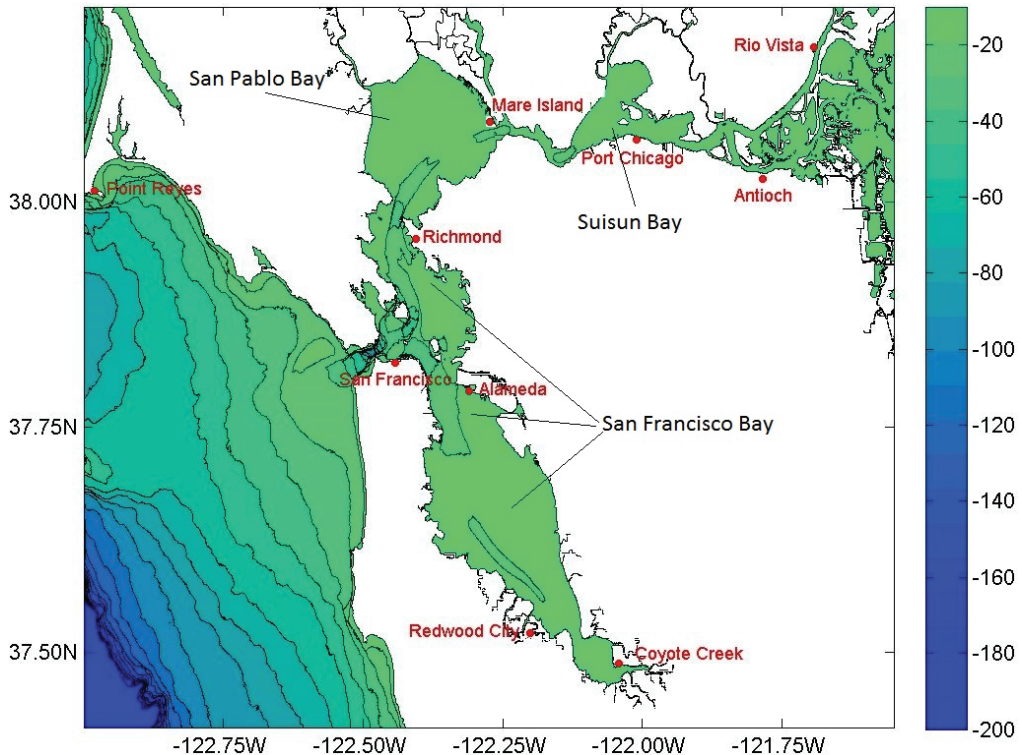 San Pablo Bay
Rio Vista
Mare Island
Port Chicago
Antioch
Point Reyes
Suisun Bay
Richmond
San Francisco
Alameda
San Francisco Bay
Redwood City
Coyote Creek
38.00N
37.75N
37.50N
-122.75W
-122.50W
-122.25W
-122.00W
-121.75W
-20
-40
-60
-80
-100
-120
-140
-160
-180
-200